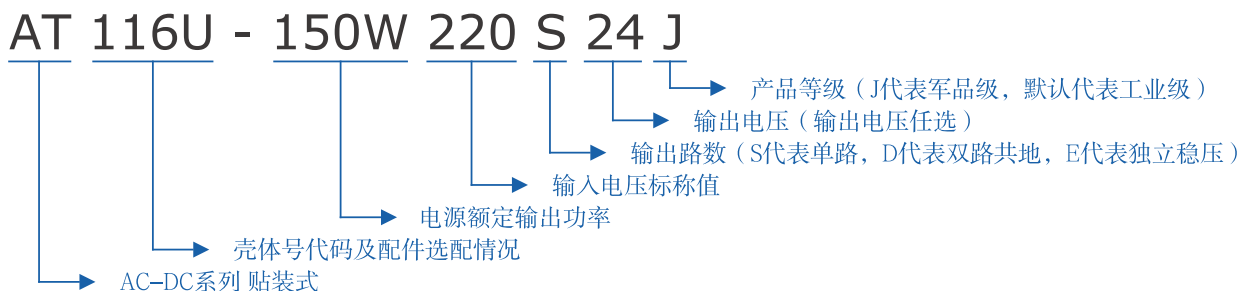 AT 116U - 150W 220 S 24 J
产品等级（J代表军品级，默认代表工业级）
输出电压（输出电压任选）
输出路数（S代表单路，D代表双路共地，E代表独立稳压）
输入电压标称值
电源额定输出功率
壳体号代码及配件选配情况
AC-DC系列 贴装式